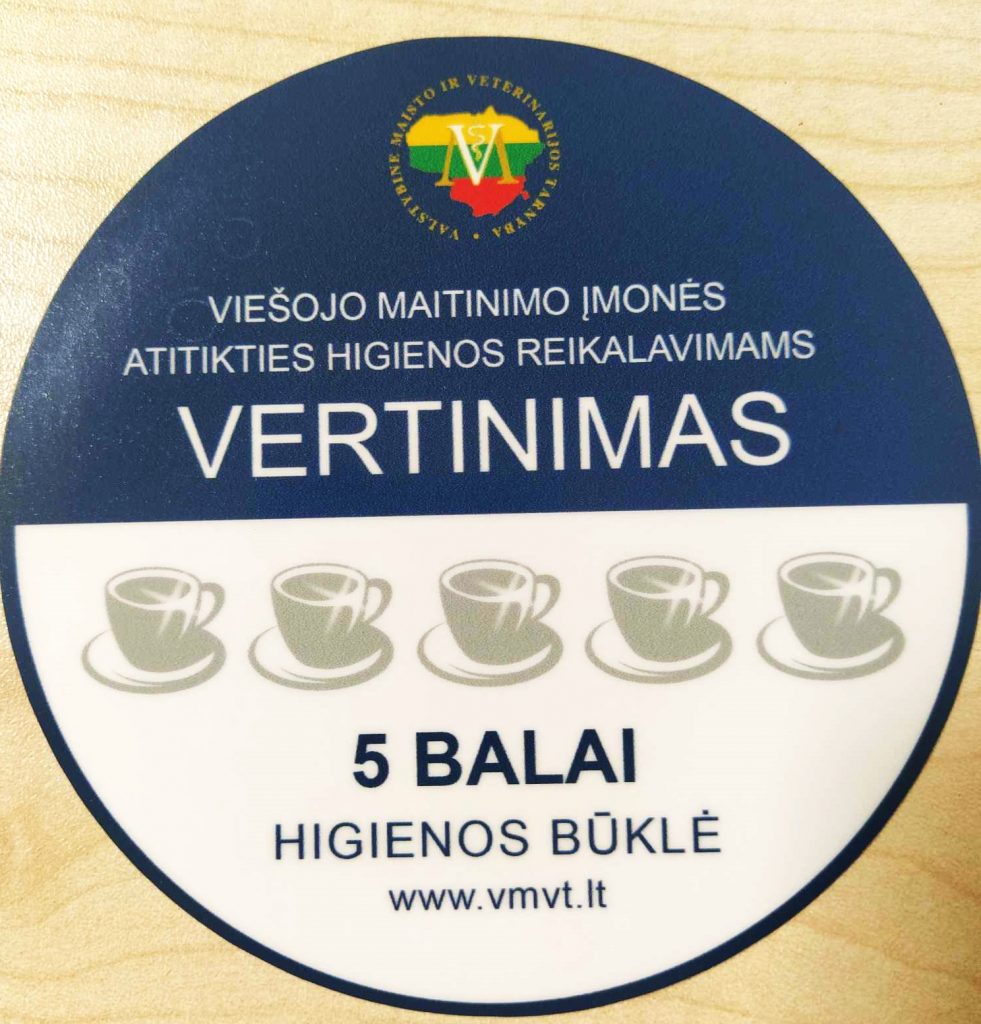 VALSTYBINĖ MAISTO IR VETERINARIJOS TARNYBA •
VIEŠOJO MAITINIMO ĮMONĖS
ATITIKTIES HIGIENOS REIKALAVIMAMS
VERTINIMAS
5 BALAI
HIGIENOS BŪKLĖ
www.vmvt.lt